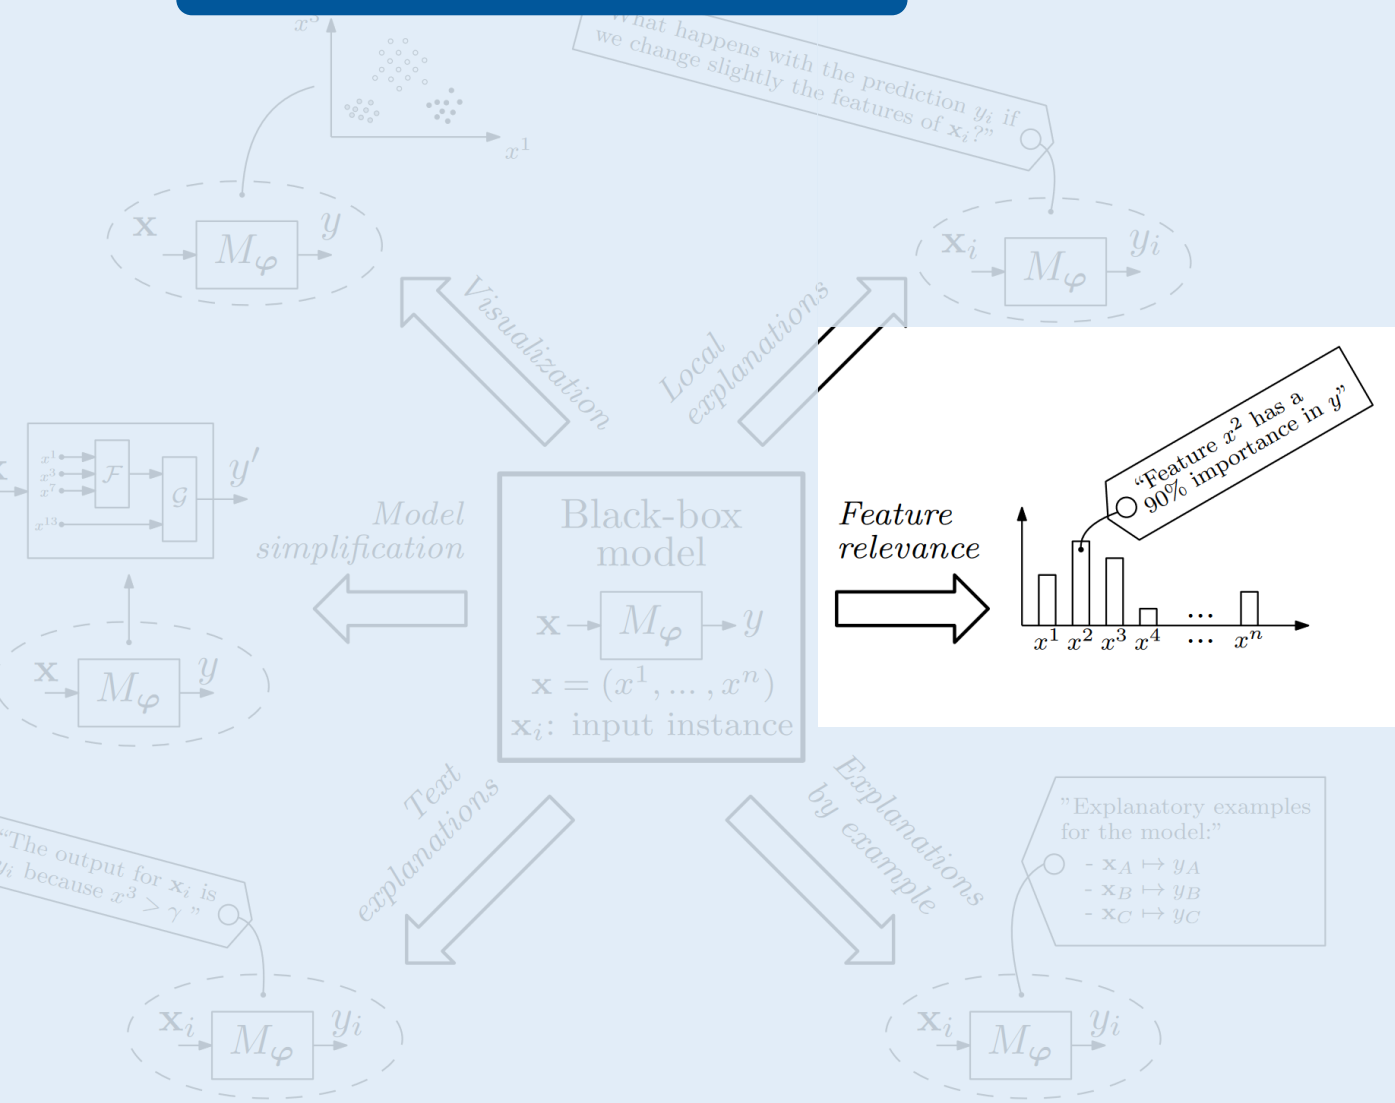 x³
x¹
"What happens with the prediction yᵢ if
we change slightly the features of 𝐱ᵢ?"
𝐱 M_φ y
𝐱ᵢ M_φ yᵢ
Visualization
Local
explanations
"Feature x² has a
90% importance in y"
x¹
x³
x⁷
x¹³
ℱ
𝒢
y′
Model
simplification
Black-box
model
𝐱 M_φ y
𝐱 = (x¹, ... , xⁿ)
𝐱ᵢ: input instance
Feature
relevance
...
x¹ x² x³ x⁴ ... xⁿ
𝐱 M_φ y
Text
explanations
Explanations
by example
"The output for 𝐱ᵢ is
yᵢ because x³ > γ "
"Explanatory examples
for the model:"
- 𝐱_A ↦ y_A
- 𝐱_B ↦ y_B
- 𝐱_C ↦ y_C
𝐱ᵢ M_φ yᵢ
𝐱ᵢ M_φ yᵢ